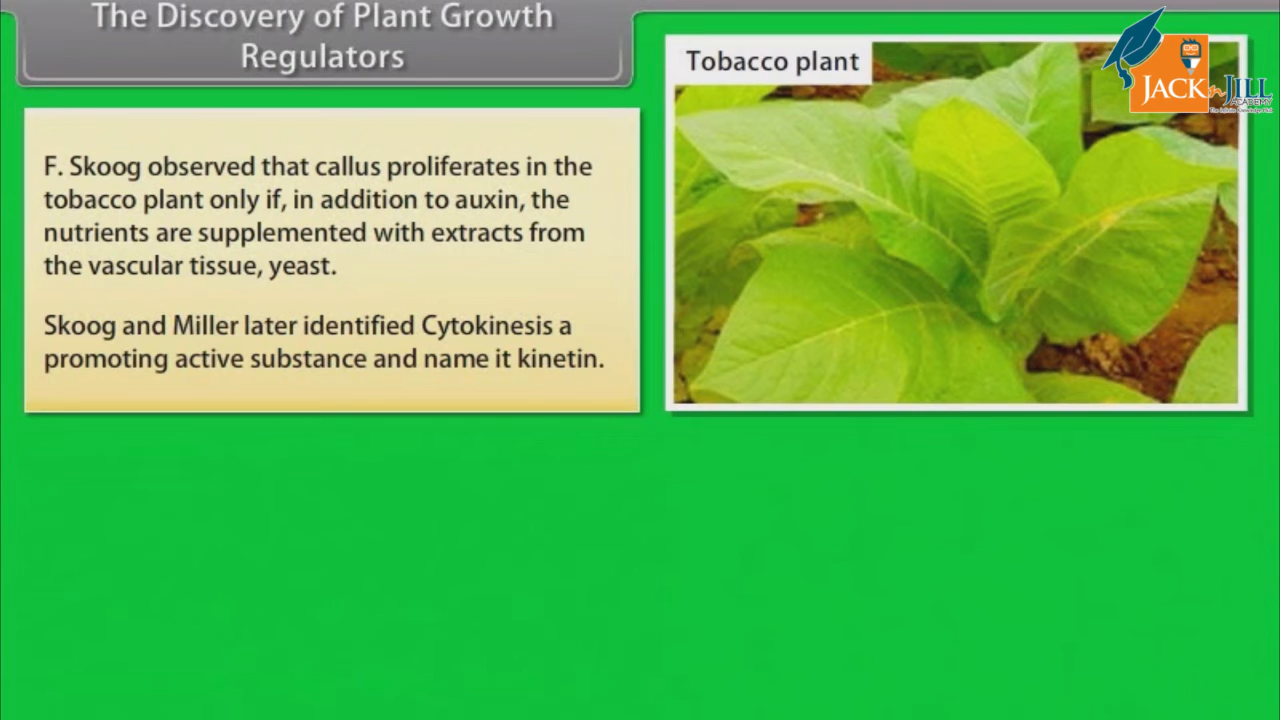 The Discovery of Plant Growth
Regulators
Tobacco plant
JACK n JILL
ACADEMY
F. Skoog observed that callus proliferates in the
tobacco plant only if, in addition to auxin, the
nutrients are supplemented with extracts from
the vascular tissue, yeast.
Skoog and Miller later identified Cytokinesis a
promoting active substance and name it kinetin.